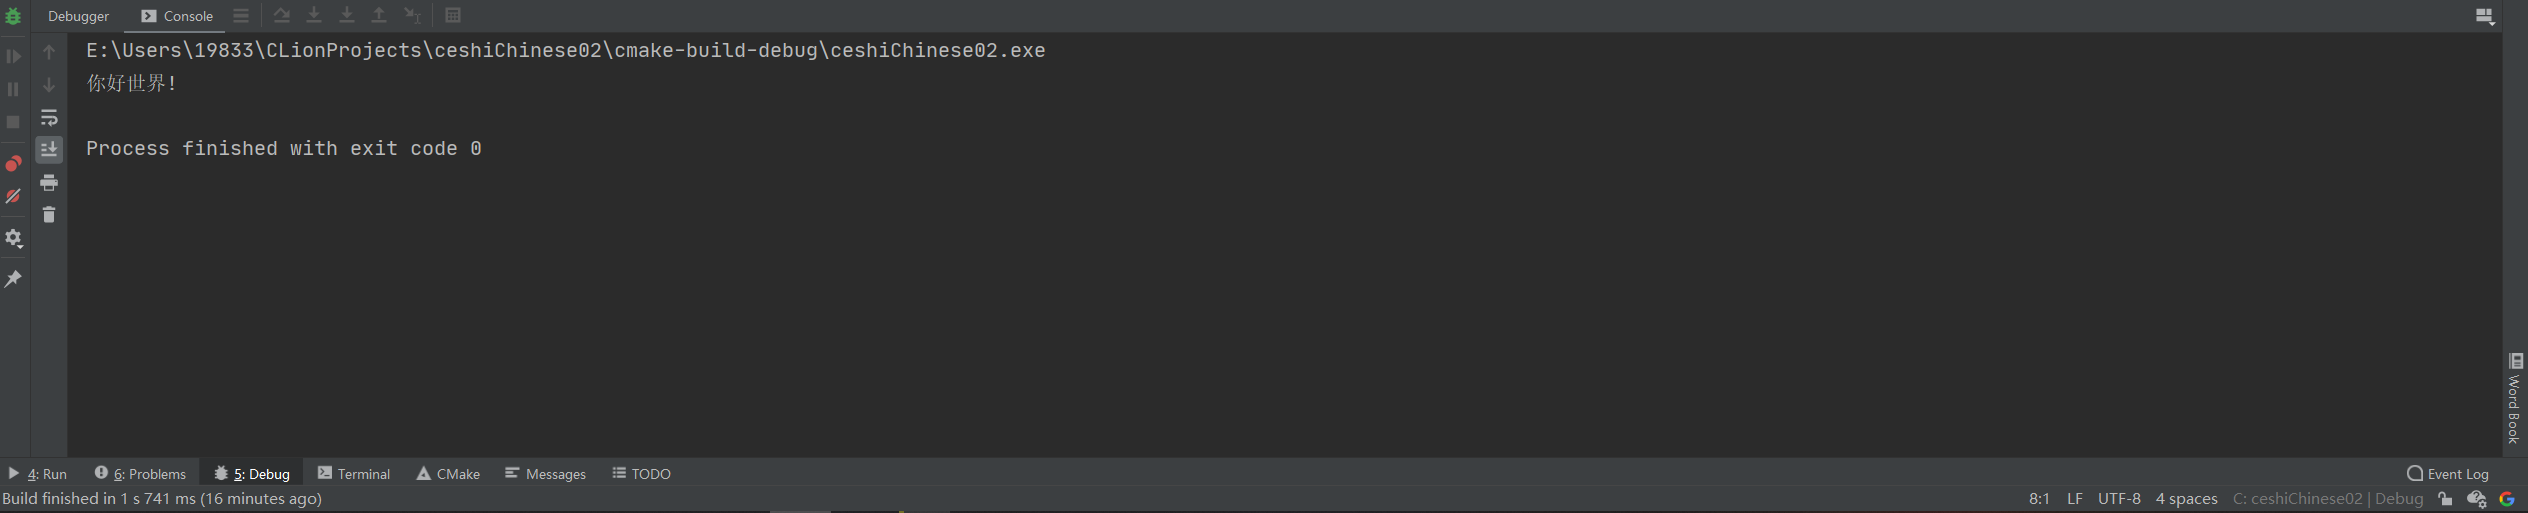 Debugger Console
E:\Users\19833\CLionProjects\ceshiChinese02\cmake-build-debug\ceshiChinese02.exe
你好世界!
Process finished with exit code 0
Word Book
4: Run 6: Problems 5: Debug Terminal CMake Messages TODO Event Log
Build finished in 1 s 741 ms (16 minutes ago) 8:1 LF UTF-8 4 spaces C: ceshiChinese02 | Debug